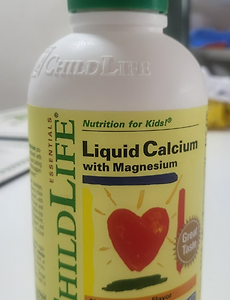 CHILDLIFE
ESSENTIALS
CHILDLIFE
Nutrition for Kids!®
Liquid Calcium
with Magnesium
Great
Taste